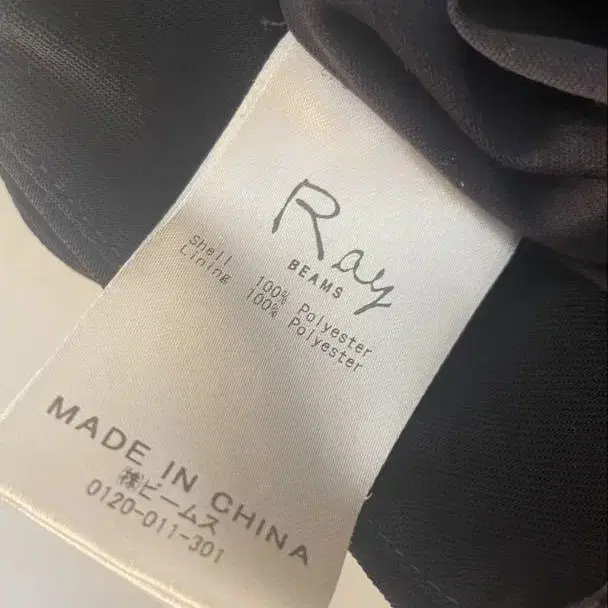 Ray
BEAMS
Shell 100% Polyester
Lining 100% Polyester
MADE IN CHINA
㈱ビームス
0120-011-301